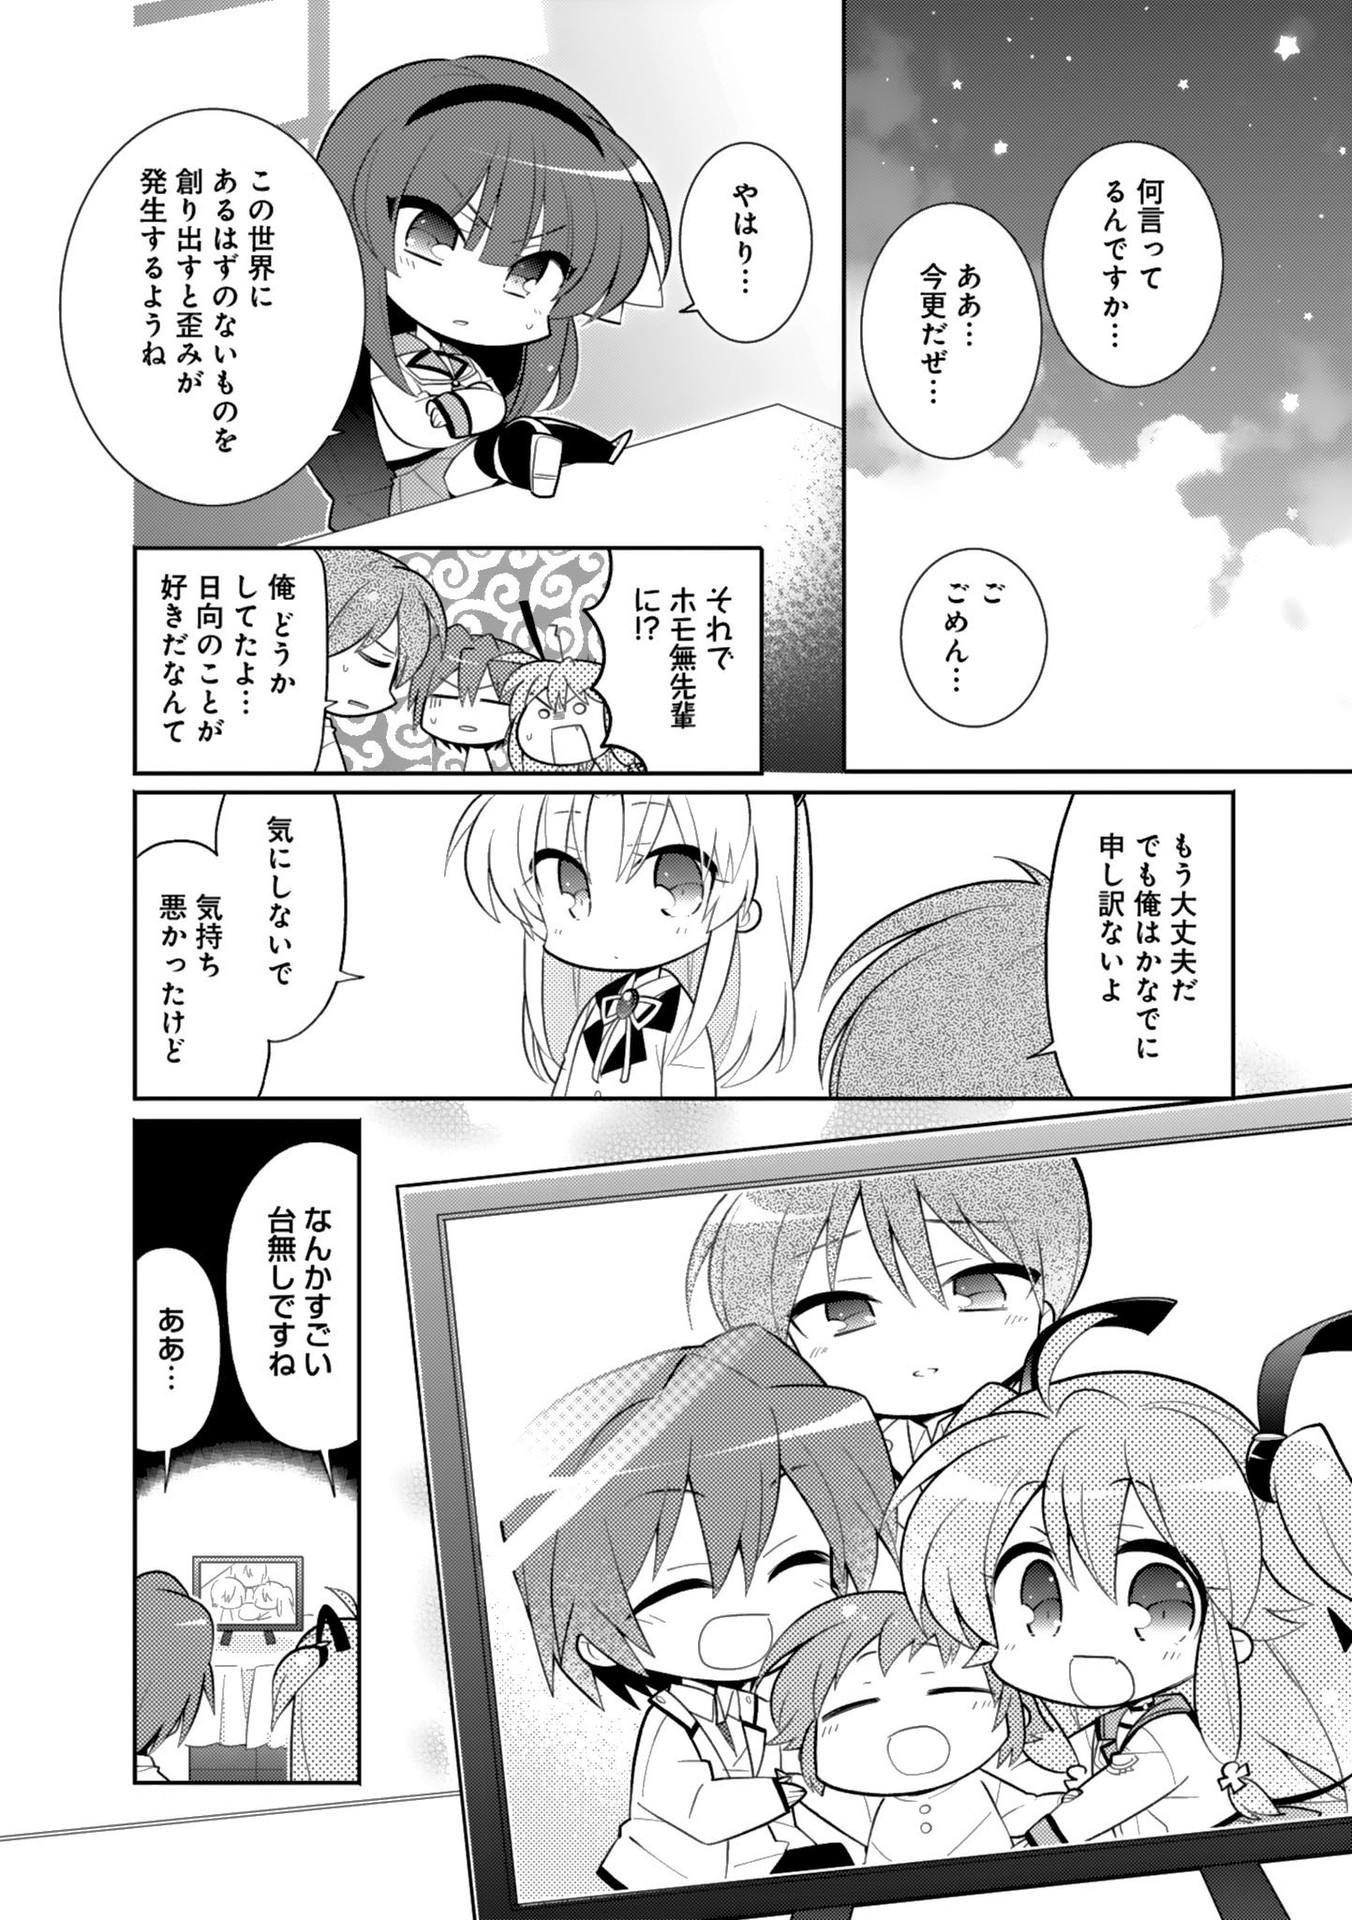 何言って
るんですか…
ああ…
今更だぜ…
ご
ごめん…
やはり…
この世界に
あるはずのないものを
創り出すと歪みが
発生するようね
それで
ホモ無先輩
に!?
俺どうか
してたよ…
日向のことが
好きだなんて
もう大丈夫だ
でも俺はかなでに
申し訳ないよ
気にしないで
気持ち
悪かったけど
なんかすごい
台無しですね
ああ…